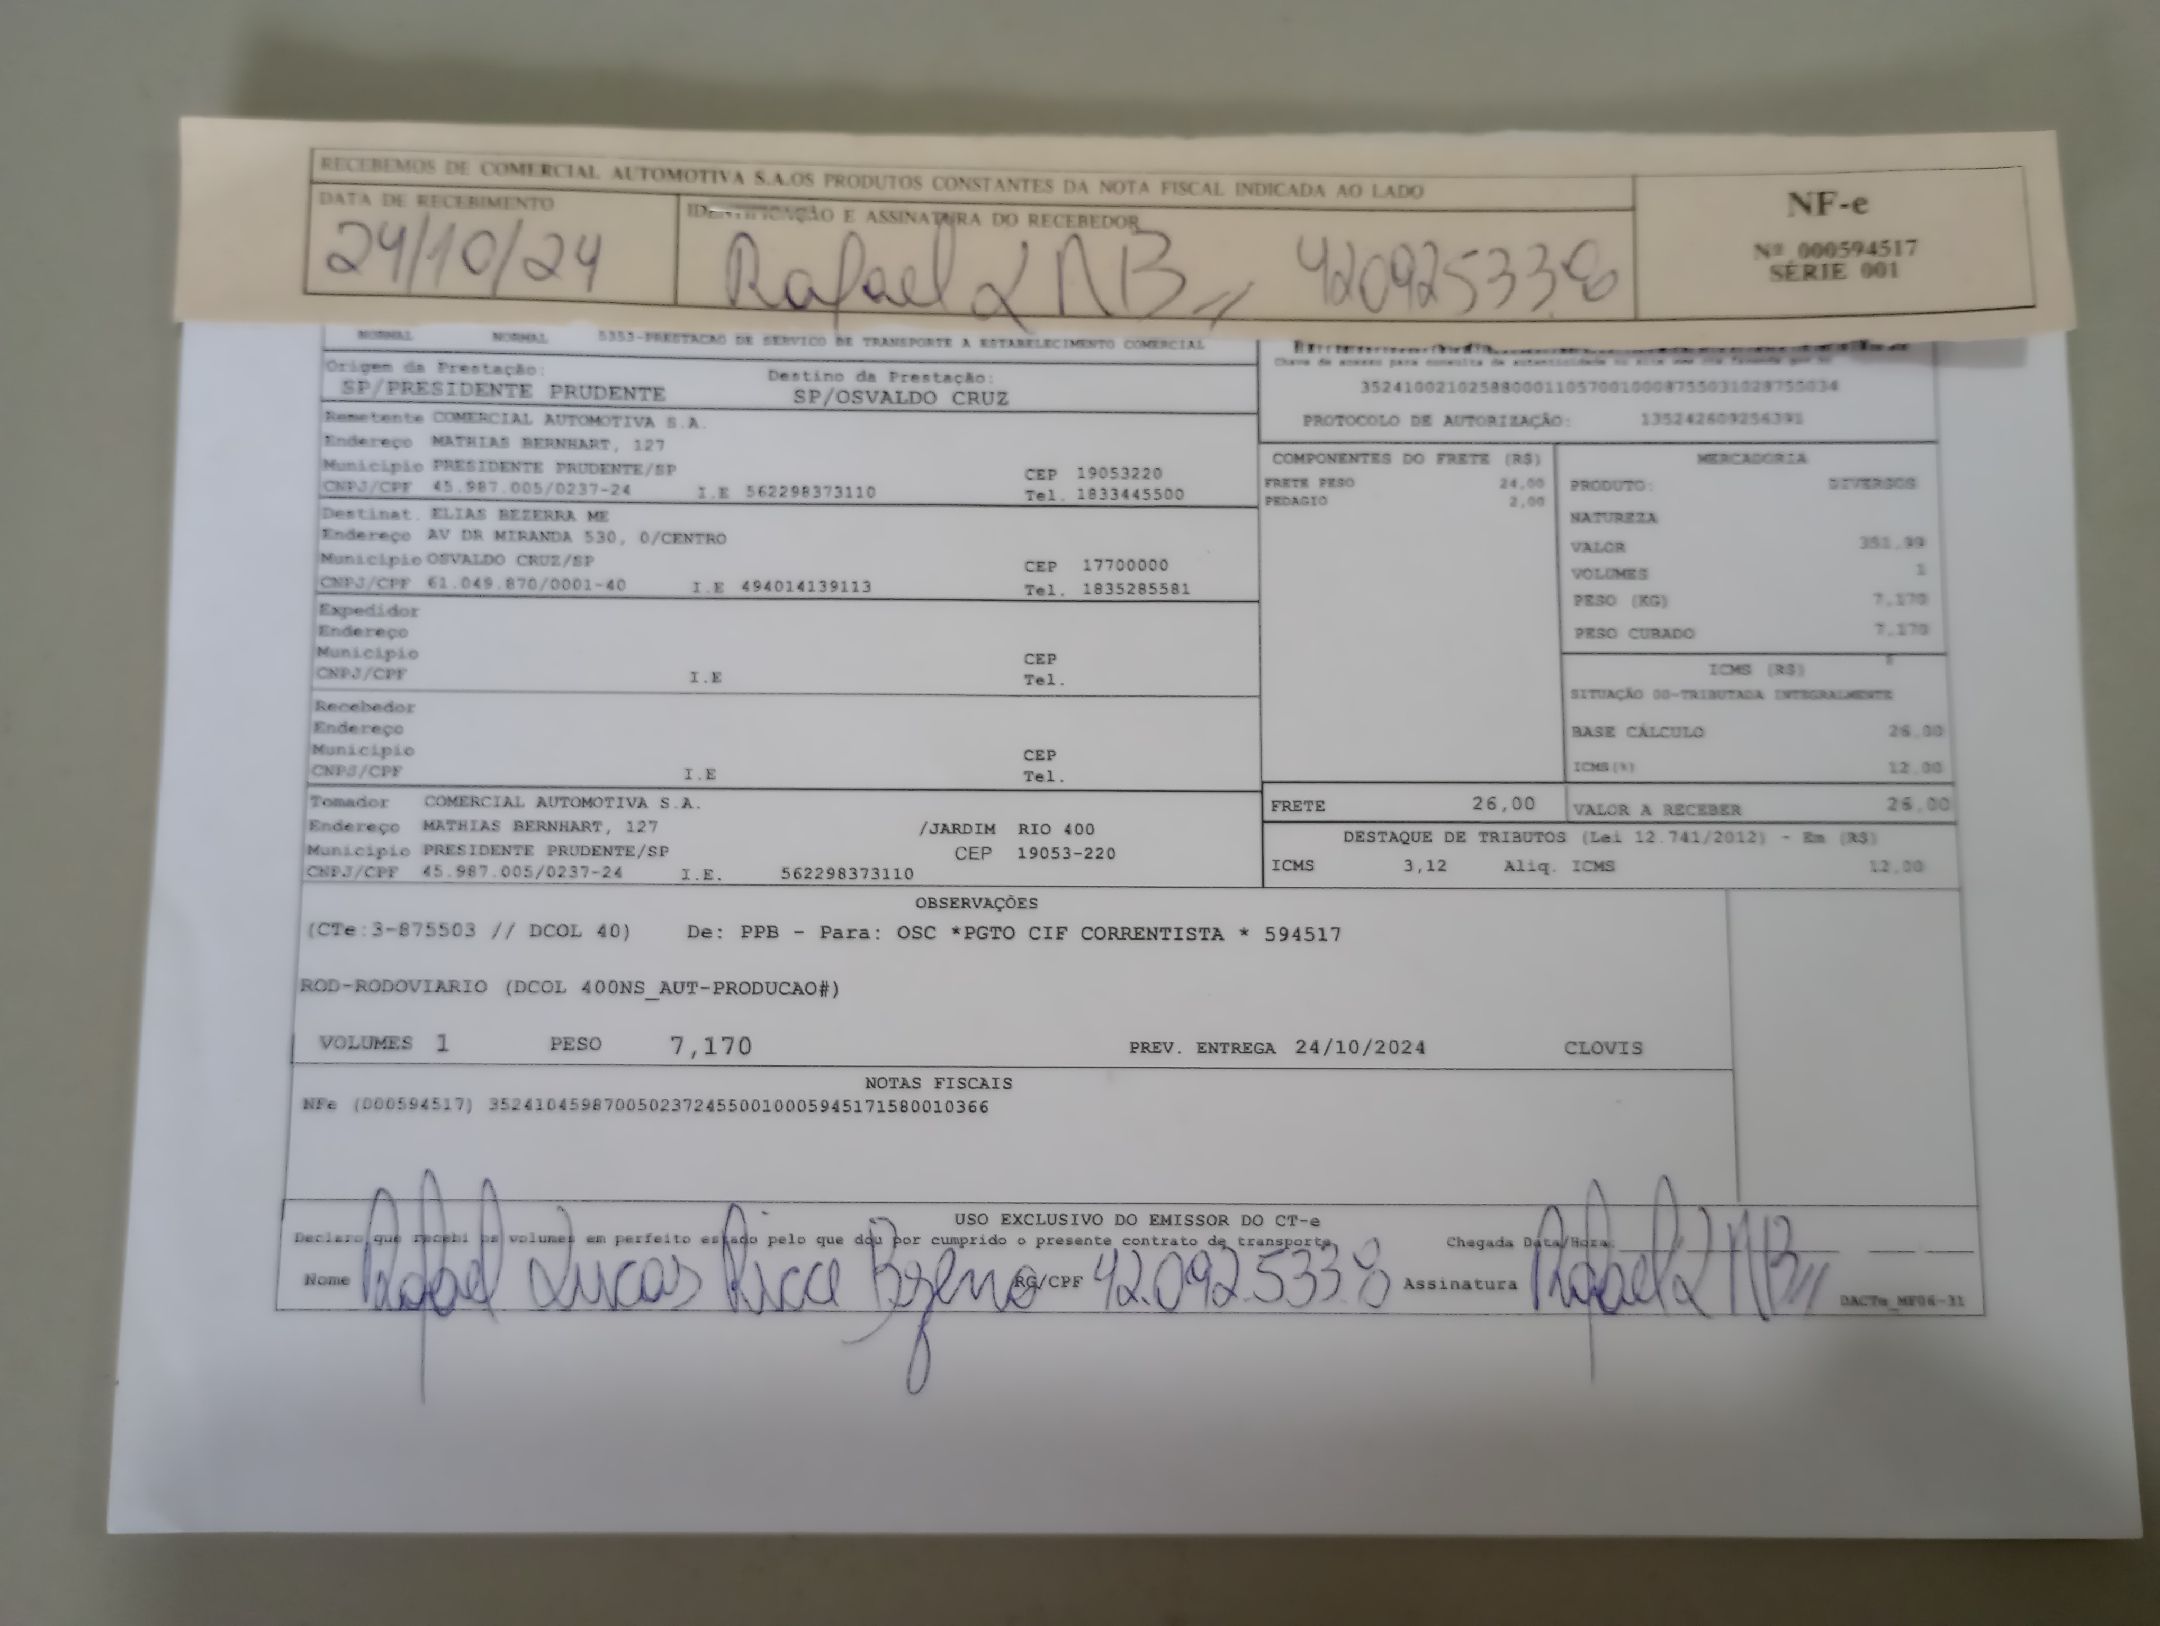 RECEBEMOS DE COMERCIAL AUTOMOTIVA S.A.OS PRODUTOS CONSTANTES DA NOTA FISCAL INDICADA AO LADO
DATA DE RECEBIMENTO
24/10/24
IDENTIFICAÇÃO E ASSINATURA DO RECEBEDOR
Rafael 42092533.8
NF-e
Nº 000594517
SÉRIE 001
NORMAL NORMAL 5353-PRESTACAO DE SERVICO DE TRANSPORTE A ESTABELECIMENTO COMERCIAL
Origem da Prestação: Destino da Prestação:
SP/PRESIDENTE PRUDENTE SP/OSVALDO CRUZ
35241002102588000110570010008755031028755034
PROTOCOLO DE AUTORIZAÇÃO: 135242609256391
Remetente COMERCIAL AUTOMOTIVA S.A.
Endereço MATHIAS BERNHART, 127
Município PRESIDENTE PRUDENTE/SP CEP 19053220
CNPJ/CPF 45.987.005/0237-24 I.E 562298373110 Tel. 1833445500
Destinat. ELIAS BEZERRA ME
Endereço AV DR MIRANDA 530, 0/CENTRO
Município OSVALDO CRUZ/SP CEP 17700000
CNPJ/CPF 61.049.870/0001-40 I.E 494014139113 Tel. 1835285581
Expedidor
Endereço
Município CEP
CNPJ/CPF I.E Tel.
Recebedor
Endereço
Município CEP
CNPJ/CPF I.E Tel.
Tomador COMERCIAL AUTOMOTIVA S.A.
Endereço MATHIAS BERNHART, 127 /JARDIM RIO 400
Município PRESIDENTE PRUDENTE/SP CEP 19053-220
CNPJ/CPF 45.987.005/0237-24 I.E. 562298373110
COMPONENTES DO FRETE (R$)
FRETE PESO 24,00
PEDAGIO 2,00
MERCADORIA
PRODUTO: DIVERSOS
NATUREZA
VALOR 351,99
VOLUMES 1
PESO (KG) 7,170
PESO CUBADO 7,170
ICMS (R$)
SITUAÇÃO 00-TRIBUTADA INTEGRALMENTE
BASE CÁLCULO 26,00
ICMS(%) 12,00
FRETE 26,00 VALOR A RECEBER 26,00
DESTAQUE DE TRIBUTOS (Lei 12.741/2012) - Em (R$)
ICMS 3,12 Aliq. ICMS 12,00
OBSERVAÇÕES
(CTe:3-875503 // DCOL 40) De: PPB - Para: OSC *PGTO CIF CORRENTISTA * 594517
ROD-RODOVIARIO (DCOL 400NS_AUT-PRODUCAO#)
VOLUMES 1 PESO 7,170 PREV. ENTREGA 24/10/2024 CLOVIS
NOTAS FISCAIS
NFe (000594517) 35241045987005023724550010005945171580010366
USO EXCLUSIVO DO EMISSOR DO CT-e
Declaro que recebi os volumes em perfeito estado pelo que dou por cumprido o presente contrato de transporte Chegada Data/Hora:
Nome Rafael Lucas RG/CPF 42.092.533.8 Assinatura Rafael
DACTe_MF06-31